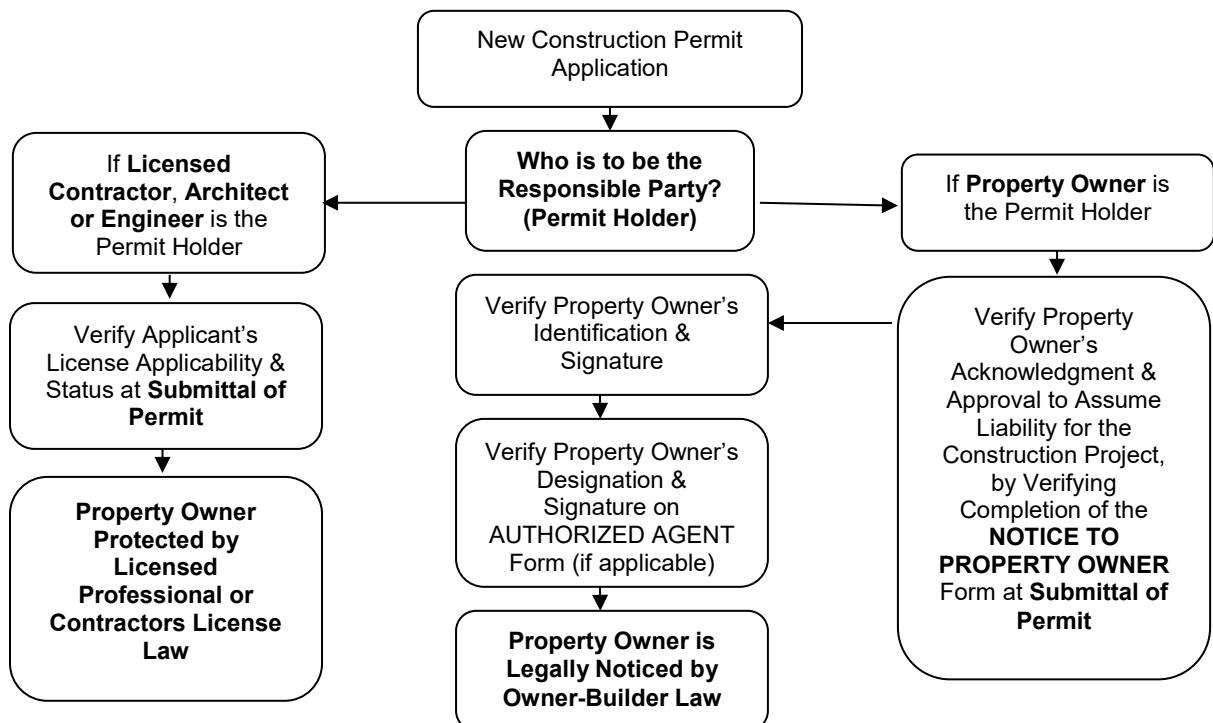 New Construction Permit
Application
Who is to be the
Responsible Party?
(Permit Holder)
If Licensed
Contractor, Architect
or Engineer is the
Permit Holder
Verify Applicant’s
License Applicability &
Status at Submittal of
Permit
Property Owner
Protected by
Licensed
Professional or
Contractors License
Law
If Property Owner is
the Permit Holder
Verify Property
Owner’s
Acknowledgment &
Approval to Assume
Liability for the
Construction Project,
by Verifying
Completion of the
NOTICE TO
PROPERTY OWNER
Form at Submittal of
Permit
Verify Property Owner’s
Identification &
Signature
Verify Property Owner’s
Designation &
Signature on
AUTHORIZED AGENT
Form (if applicable)
Property Owner is
Legally Noticed by
Owner-Builder Law